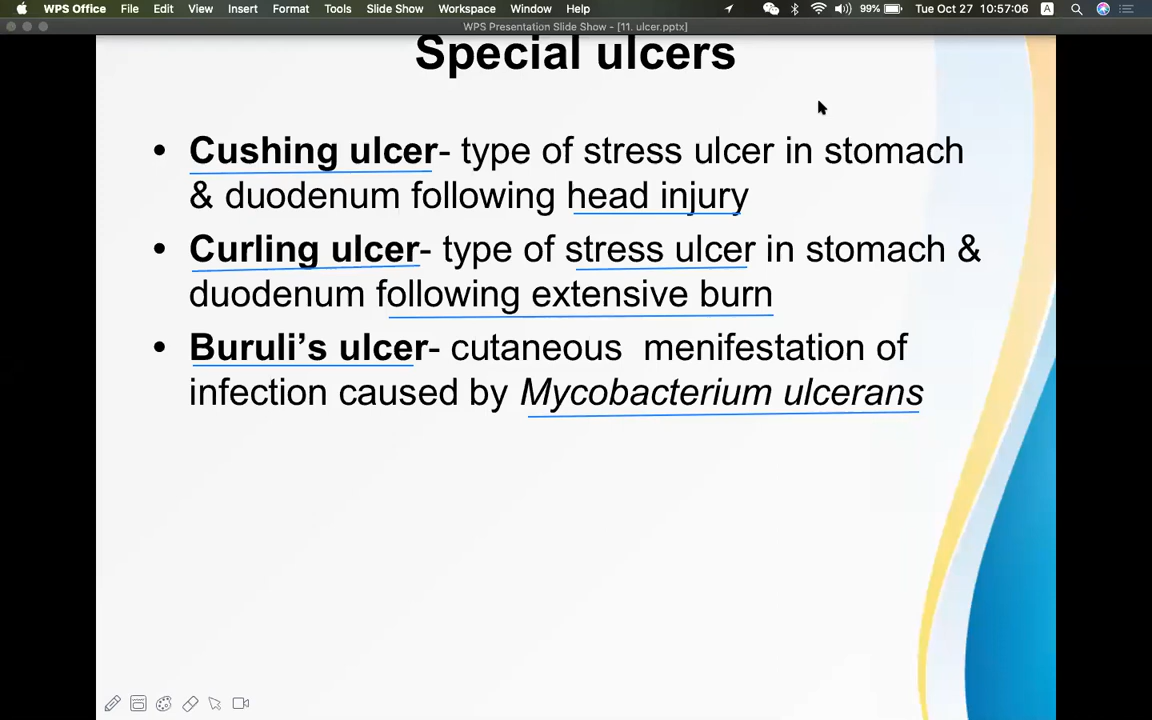 WPS Office File Edit View Insert Format Tools Slide Show Workspace Window Help 99% Tue Oct 27 10:57:06 A
WPS Presentation Slide Show - [11. ulcer.pptx]
Special ulcers
• Cushing ulcer- type of stress ulcer in stomach
& duodenum following head injury
• Curling ulcer- type of stress ulcer in stomach &
duodenum following extensive burn
• Buruli’s ulcer- cutaneous menifestation of
infection caused by Mycobacterium ulcerans